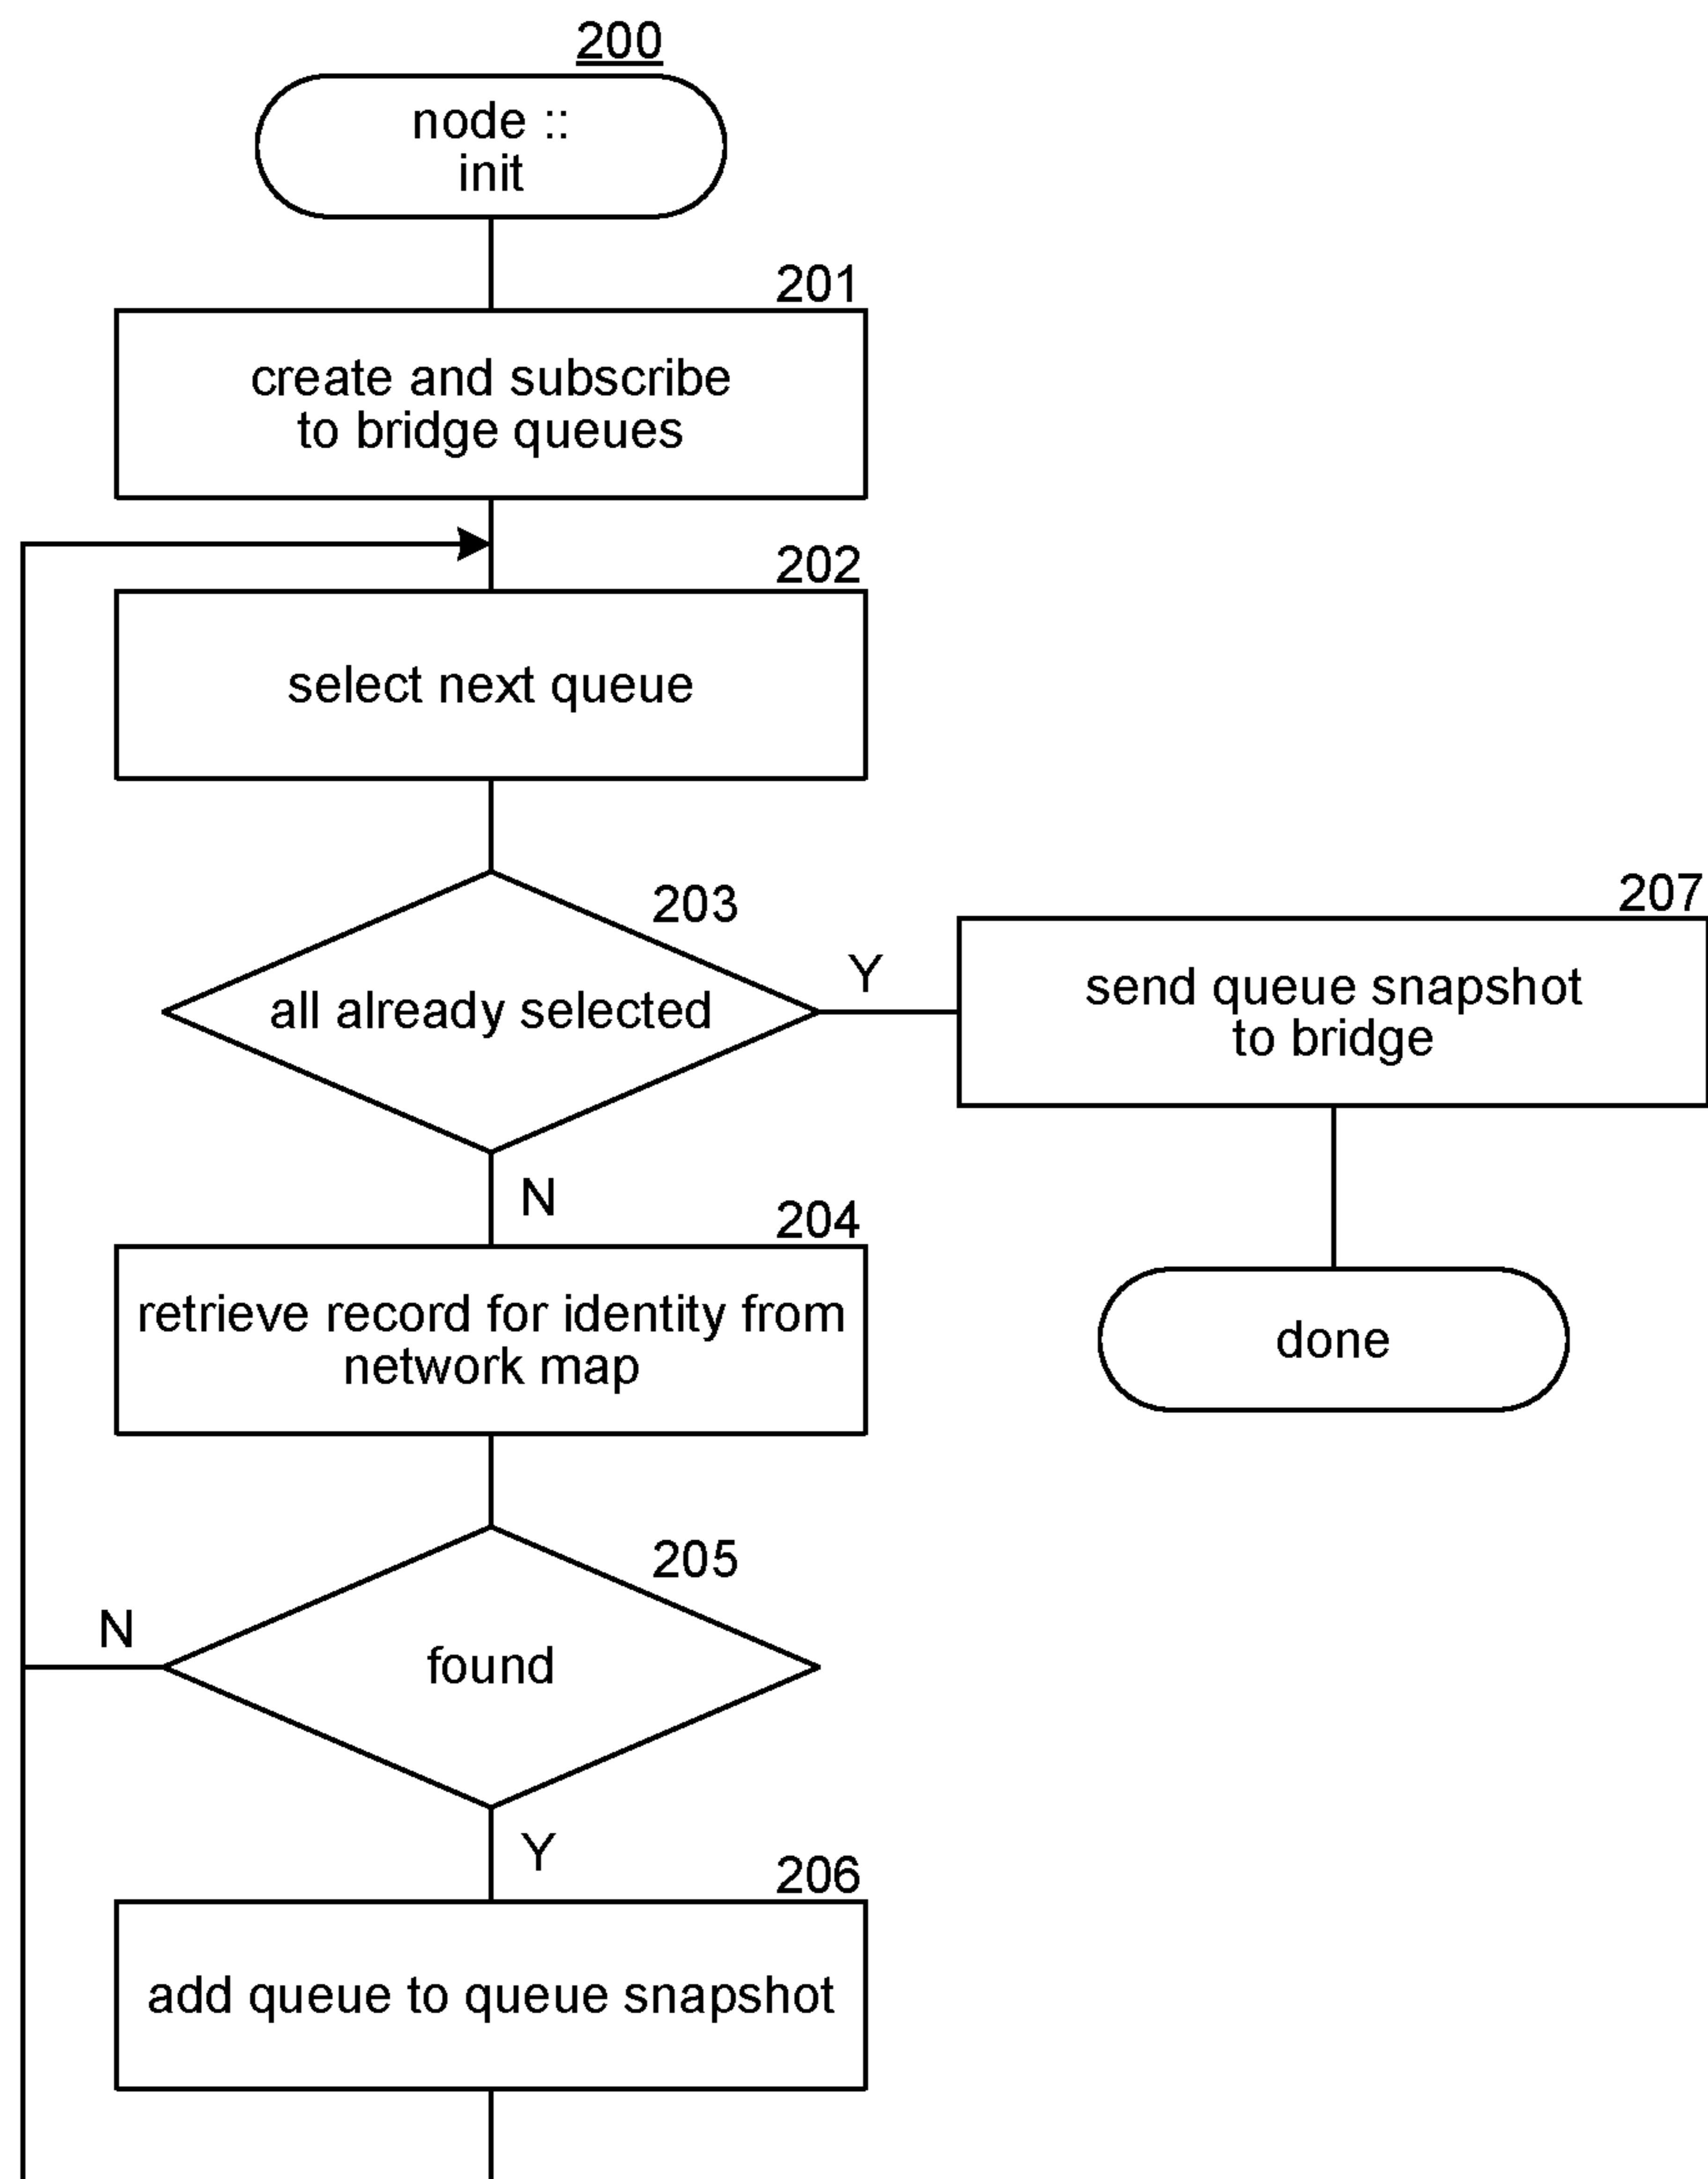 200
node ::
init
201
create and subscribe
to bridge queues
202
select next queue
203
all already selected
Y
207
send queue snapshot
to bridge
N
204
retrieve record for identity from
network map
done
205
N
found
Y
206
add queue to queue snapshot